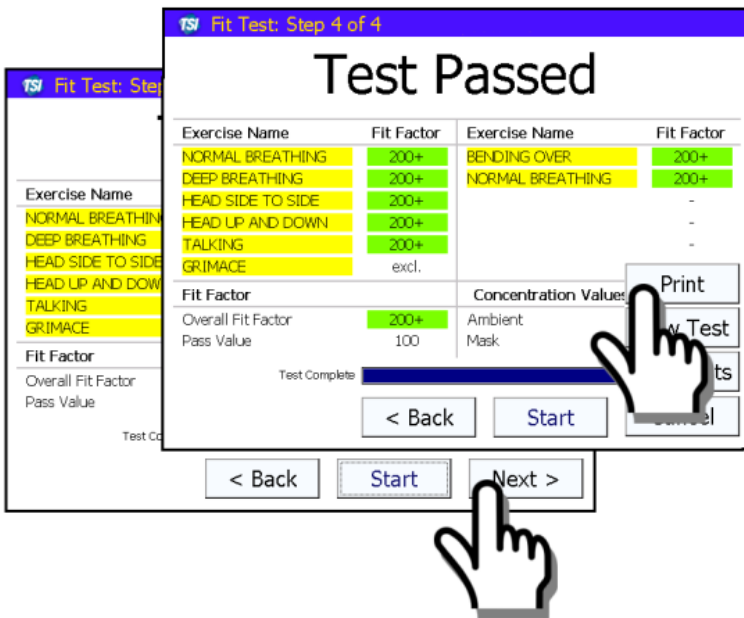 TSI Fit Test: Step 4 of 4
Test Passed
Exercise Name Fit Factor Exercise Name Fit Factor
NORMAL BREATHING 200+ BENDING OVER 200+
DEEP BREATHING 200+ NORMAL BREATHING 200+
HEAD SIDE TO SIDE 200+ -
HEAD UP AND DOWN 200+ -
TALKING 200+ -
GRIMACE excl.
Fit Factor Concentration Values
Overall Fit Factor 200+ Ambient
Pass Value 100 Mask
Test Complete
Print
Test
< Back Start
TSI Fit Test:
Exercise Name
NORMAL
DEEP BREATHING
HEAD SIDE TO SIDE
HEAD UP AND
TALKING
GRIMACE
Fit Factor
Overall Fit Factor
Pass Value
Test
< Back Start Next >